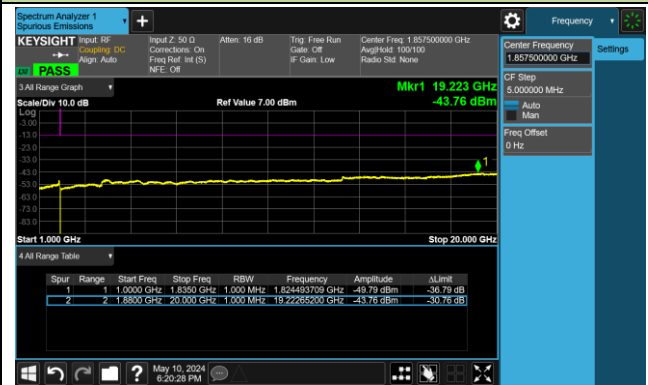 Spectrum Analyzer 1
Spurious Emissions
Frequency
KEYSIGHT
Input: RF
Coupling: DC
Align: Auto
Input Z: 50 Ω
Corrections: On
Freq Ref: Int (S)
NFE: Off
Atten: 16 dB
Trig: Free Run
Gate: Off
IF Gain: Low
Center Freq: 1.857500000 GHz
Avg|Hold: 100/100
Radio Std: None
PASS
Center Frequency
1.857500000 GHz
Settings
CF Step
5.000000 MHz
Auto
Man
Freq Offset
0 Hz
3 All Range Graph
Mkr1 19.223 GHz
Scale/Div 10.0 dB
Ref Value 7.00 dBm
-43.76 dBm
Log
-3.00
-13.0
-23.0
-33.0
-43.0
-53.0
-63.0
-73.0
-83.0
1
Start 1.000 GHz
Stop 20.000 GHz
4 All Range Table
Spur Range Start Freq Stop Freq RBW Frequency Amplitude ΔLimit
1 1 1.0000 GHz 1.8350 GHz 1.000 MHz 1.824493709 GHz -49.79 dBm -36.79 dB
2 2 1.8800 GHz 20.000 GHz 1.000 MHz 19.22265200 GHz -43.76 dBm -30.76 dB
?
May 10, 2024
6:20:28 PM